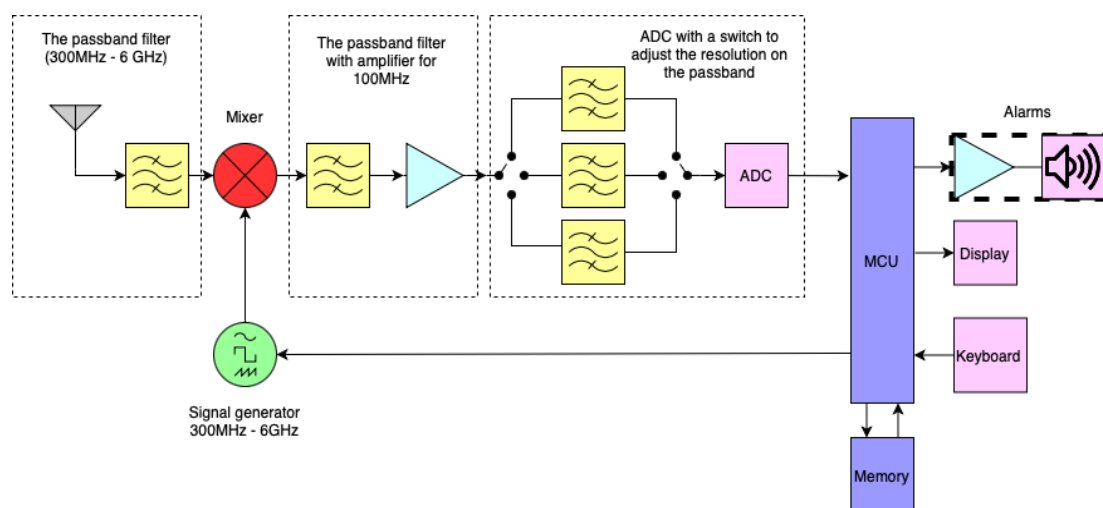 The passband filter
(300MHz - 6 GHz)
The passband filter
with amplifier for
100MHz
ADC with a switch to
adjust the resolution on
the passband
Mixer
Alarms
ADC
MCU
Display
Keyboard
Signal generator
300MHz - 6GHz
Memory